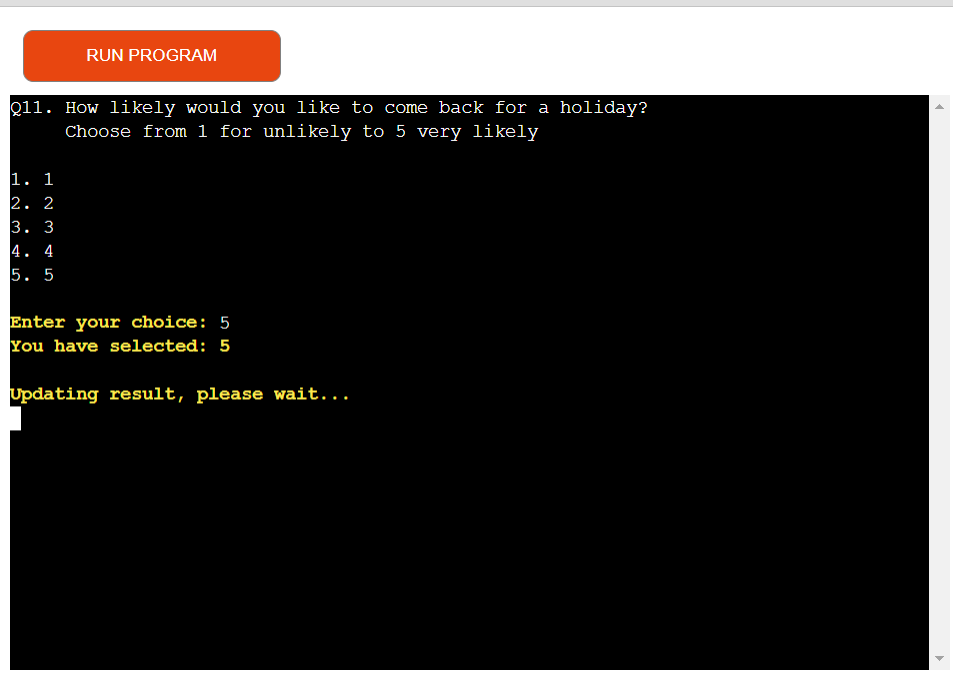 RUN PROGRAM
Q11. How likely would you like to come back for a holiday?
Choose from 1 for unlikely to 5 very likely
1. 1
2. 2
3. 3
4. 4
5. 5
Enter your choice: 5
You have selected: 5
Updating result, please wait...